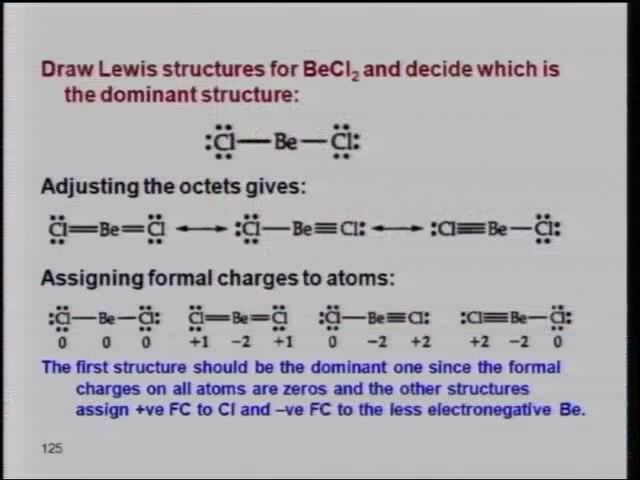 Draw Lewis structures for BeCl₂ and decide which is
the dominant structure:
:Cl—Be—Cl:
Adjusting the octets gives:
Cl=Be=Cl ↔ :Cl—Be≡Cl: ↔ :Cl≡Be—Cl:
Assigning formal charges to atoms:
:Cl—Be—Cl: Cl=Be=Cl :Cl—Be≡Cl: :Cl≡Be—Cl:
0 0 0 +1 −2 +1 0 −2 +2 +2 −2 0
The first structure should be the dominant one since the formal
charges on all atoms are zeros and the other structures
assign +ve FC to Cl and −ve FC to the less electronegative Be.
125